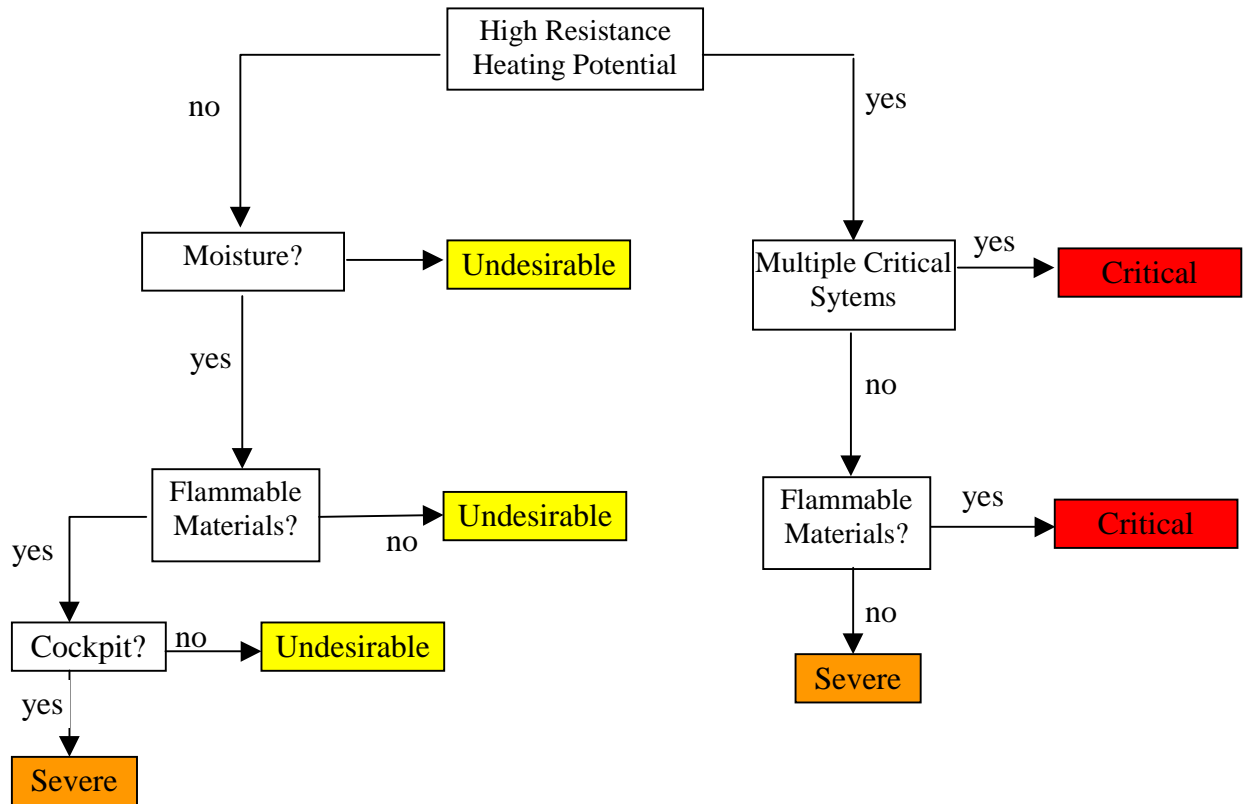 High Resistance
Heating Potential
no
yes
Moisture?
Undesirable
Multiple Critical
Sytems
yes
Critical
yes
no
Flammable
Materials?
no
Undesirable
Flammable
Materials?
yes
Critical
yes
no
Cockpit?
no
Undesirable
Severe
yes
Severe